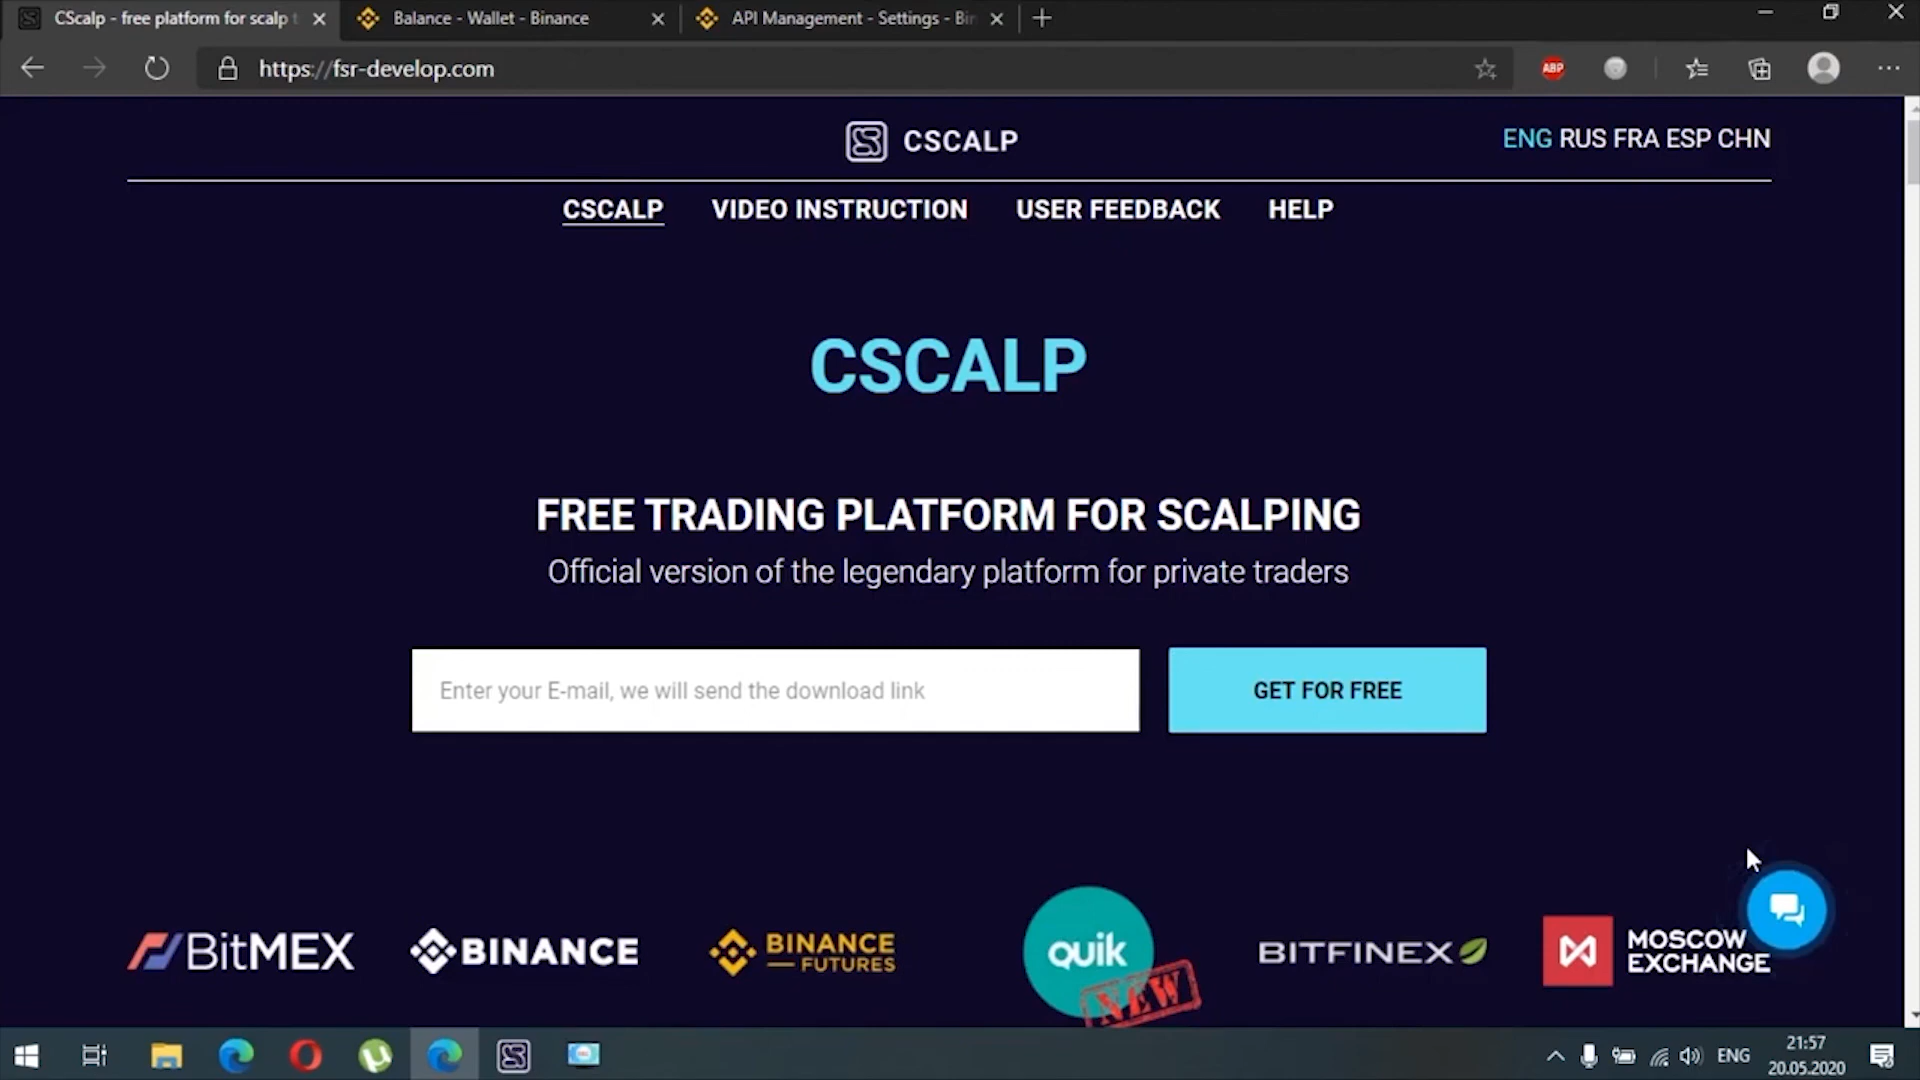 CScalp - free platform for scalp t
Balance - Wallet - Binance
API Management - Settings - Bin
https://fsr-develop.com
ABP
CSCALP
ENG RUS FRA ESP CHN
CSCALP VIDEO INSTRUCTION USER FEEDBACK HELP
CSCALP
FREE TRADING PLATFORM FOR SCALPING
Official version of the legendary platform for private traders
Enter your E-mail, we will send the download link
GET FOR FREE
BitMEX
BINANCE
BINANCE
FUTURES
quik
NEW
BITFINEX
MOSCOW
EXCHANGE
ENG
21:57
20.05.2020